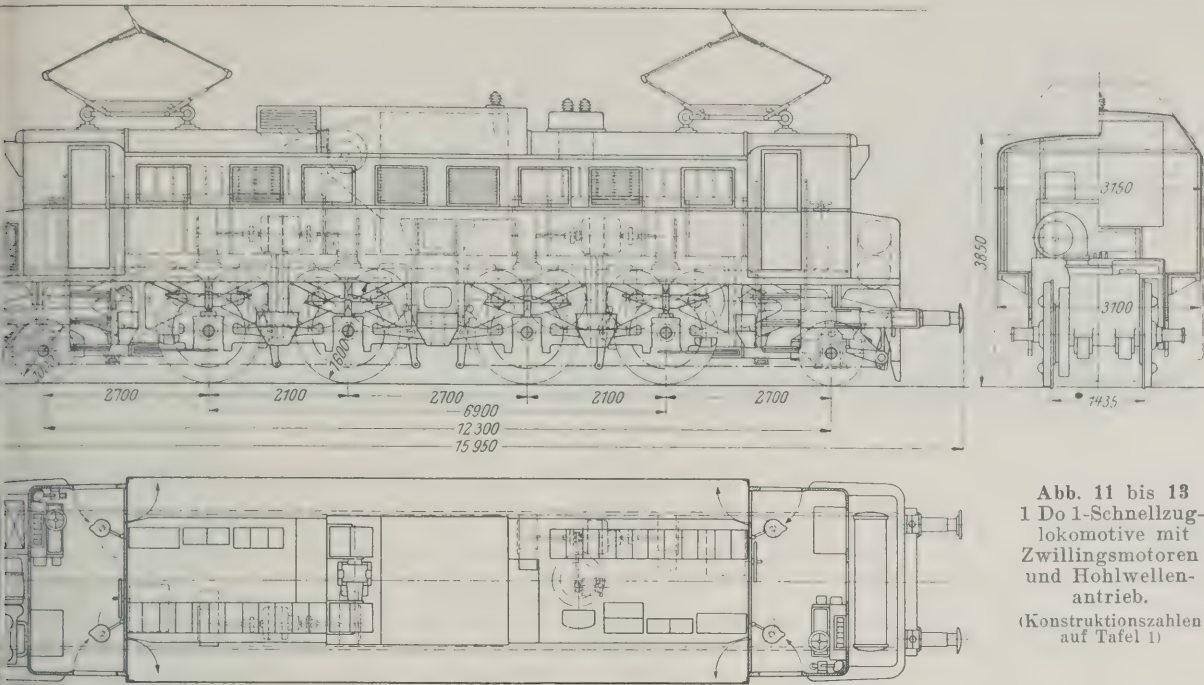 3150
3850
3100
1800
2700 2100 2700 2100 2700
6900
1435
12 300
15 950
Abb. 11 bis 13
1 Do 1-Schnellzug-
lokomotive mit
Zwillingsmotoren
und Hohlwellen-
antrieb.
(Konstruktionszahlen
auf Tafel 1)